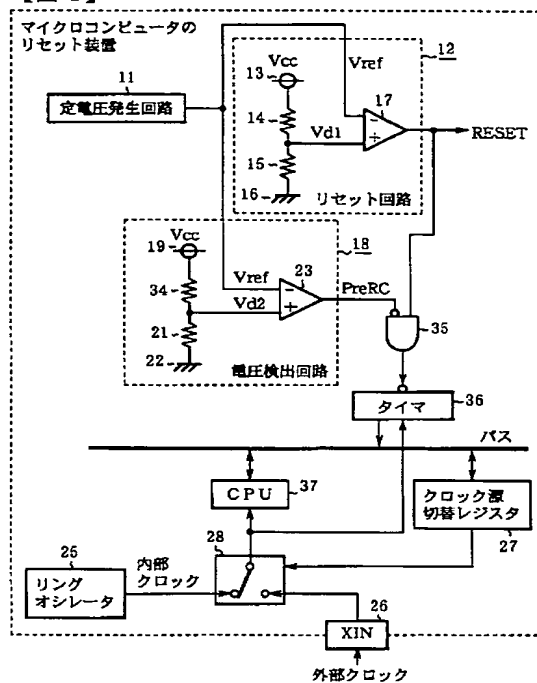 マイクロコンピュータの
リセット装置
11
定電圧発生回路
12
Vcc
13
14
Vref
17
Vd1
15
16
RESET
リセット回路
18
Vcc
19
34
Vref
23
Vd2
21
22
PreRC
電圧検出回路
35
タイマ
36
バス
CPU
37
クロック源
切替レジスタ
27
28
25
リング
オシレータ
内部
クロック
XIN
26
外部クロック